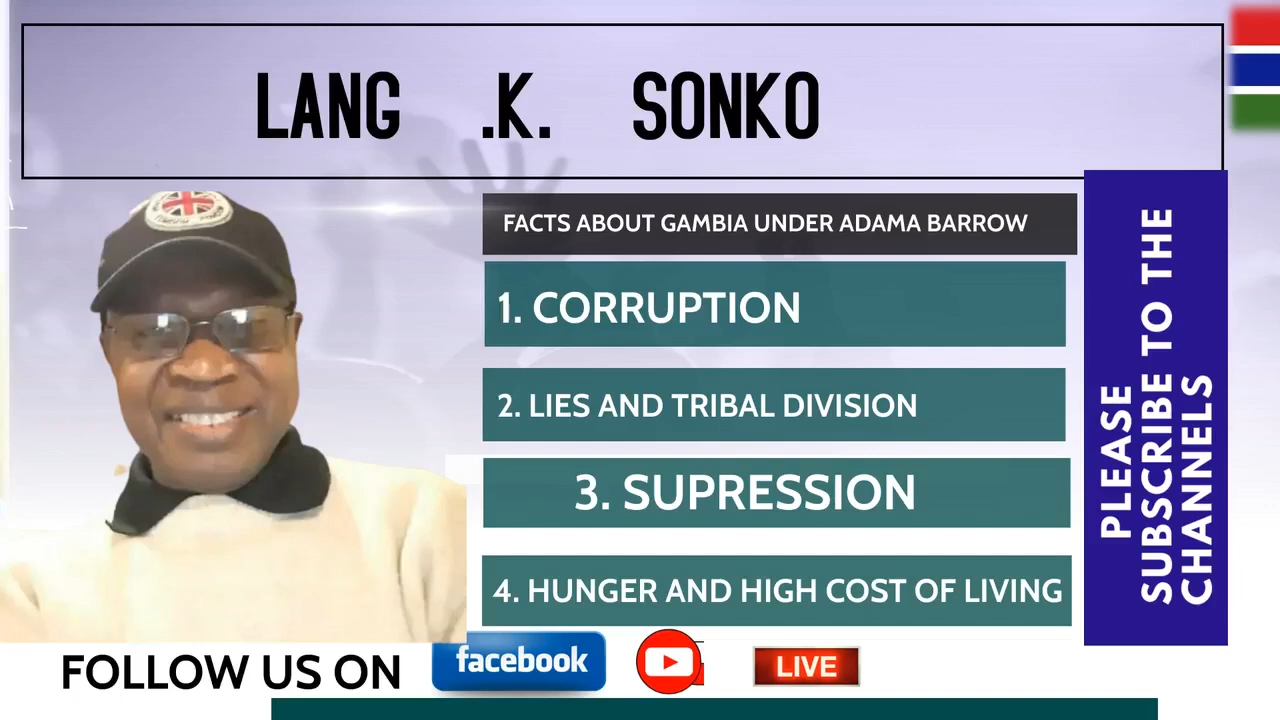 LANG .K. SONKO
FACTS ABOUT GAMBIA UNDER ADAMA BARROW
1. CORRUPTION
2. LIES AND TRIBAL DIVISION
3. SUPRESSION
4. HUNGER AND HIGH COST OF LIVING
PLEASE
SUBSCRIBE TO THE
CHANNELS
FOLLOW US ON
facebook
LIVE